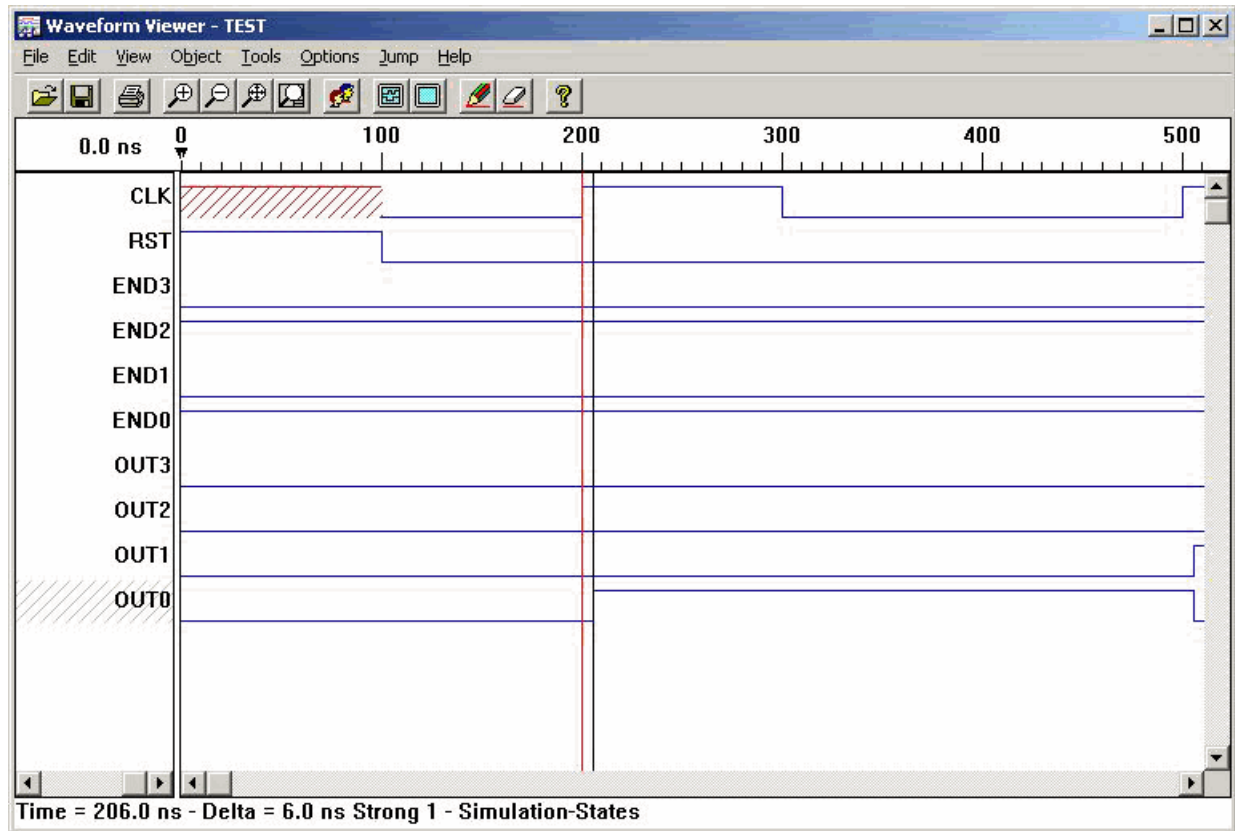 Waveform Viewer - TEST
File Edit View Object Tools Options Jump Help
0.0 ns 0 100 200 300 400 500
CLK
RST
END3
END2
END1
END0
OUT3
OUT2
OUT1
OUT0
Time = 206.0 ns - Delta = 6.0 ns Strong 1 - Simulation-States